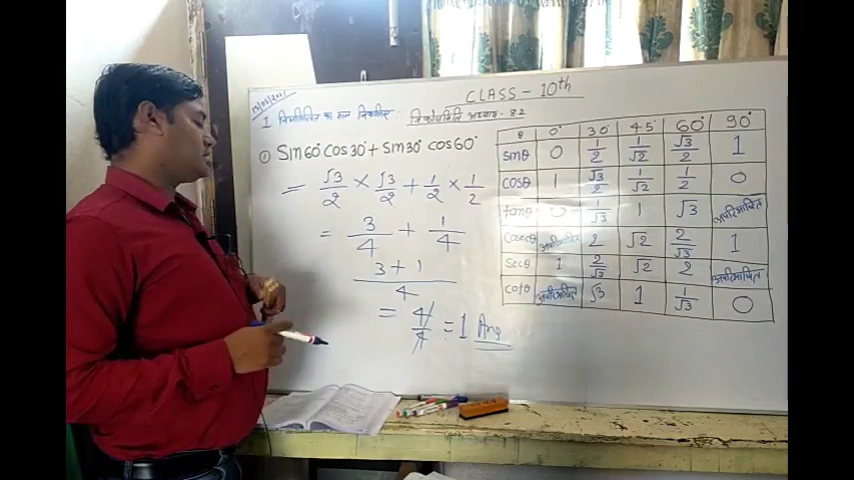 CLASS - 10th
1 निम्नलिखित का मान निकालिए: त्रिकोणमिति अध्याय-
① Sin60° Cos30° + Sin30° Cos60°
= √3/2 × √3/2 + 1/2 × 1/2
= 3/4 + 1/4
3+1/4
= 4/4 = 1 Ans
θ 0° 30° 45° 60° 90°
sinθ 0 1/2 1/√2 √3/2 1
cosθ 1 √3/2 1/√2 1/2 0
tanθ 0 1/√3 1 √3 अपरिभाषित
Cosecθ अपरिभाषित 2 √2 2/√3 1
Secθ 1 2/√3 √2 2 अपरिभाषित
Cotθ अपरिभाषित √3 1 1/√3 0